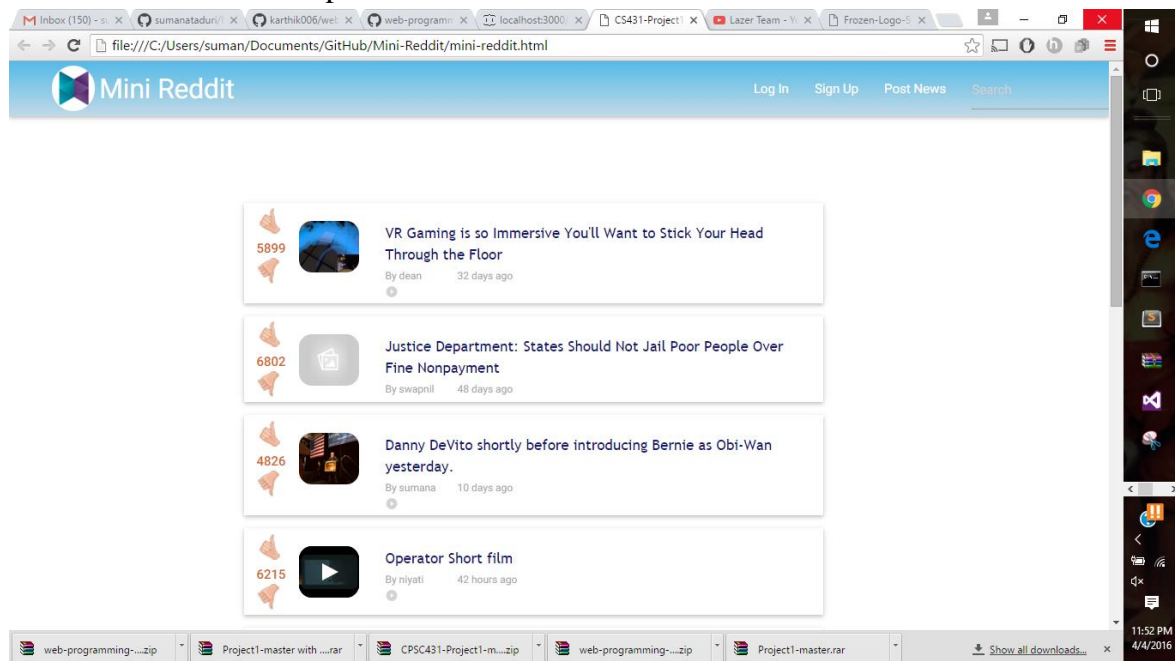 Inbox (150) - su
sumanataduri/
karthik006/web
web-programm
localhost:3000
CS431-Project1
Lazer Team - Yo
Frozen-Logo-S
file:///C:/Users/suman/Documents/GitHub/Mini-Reddit/mini-reddit.html
Mini Reddit
Log In
Sign Up
Post News
Search
5899
VR Gaming is so Immersive You'll Want to Stick Your Head
Through the Floor
By dean 32 days ago
6802
Justice Department: States Should Not Jail Poor People Over
Fine Nonpayment
By swapnil 48 days ago
4826
Danny DeVito shortly before introducing Bernie as Obi-Wan
yesterday.
By sumana 10 days ago
6215
Operator Short film
By niyati 42 hours ago
web-programming-....zip
Project1-master with ....rar
CPSC431-Project1-m....zip
web-programming-....zip
Project1-master.rar
Show all downloads...
11:52 PM
4/4/2016